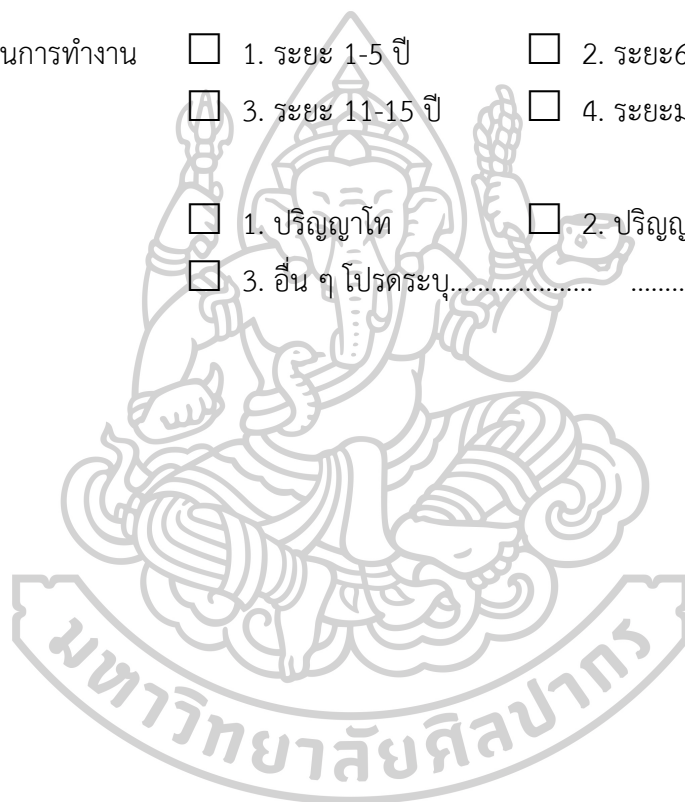 นการทำงาน ☐ 1. ระยะ 1-5 ปี ☐ 2. ระยะ6
☐ 3. ระยะ 11-15 ปี ☐ 4. ระยะม
☐ 1. ปริญญาโท ☐ 2. ปริญญ
☐ 3. อื่น ๆ โปรดระบุ..................... ........
มหาวิทยาลัยศิลปากร